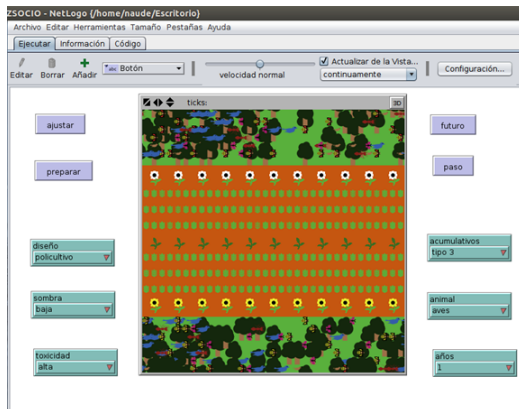 ZSOCIO - NetLogo {/home/naude/Escritorio}
Archivo Editar Herramientas Tamaño Pestañas Ayuda
Ejecutar Información Código
Editar Borrar Añadir
Abc Botón
velocidad normal
Actualizar de la Vista...
continuamente
Configuración...
ticks:
3D
ajustar
futuro
preparar
paso
diseño
policultivo
acumulativos
tipo 3
sombra
baja
animal
aves
toxicidad
alta
años
1